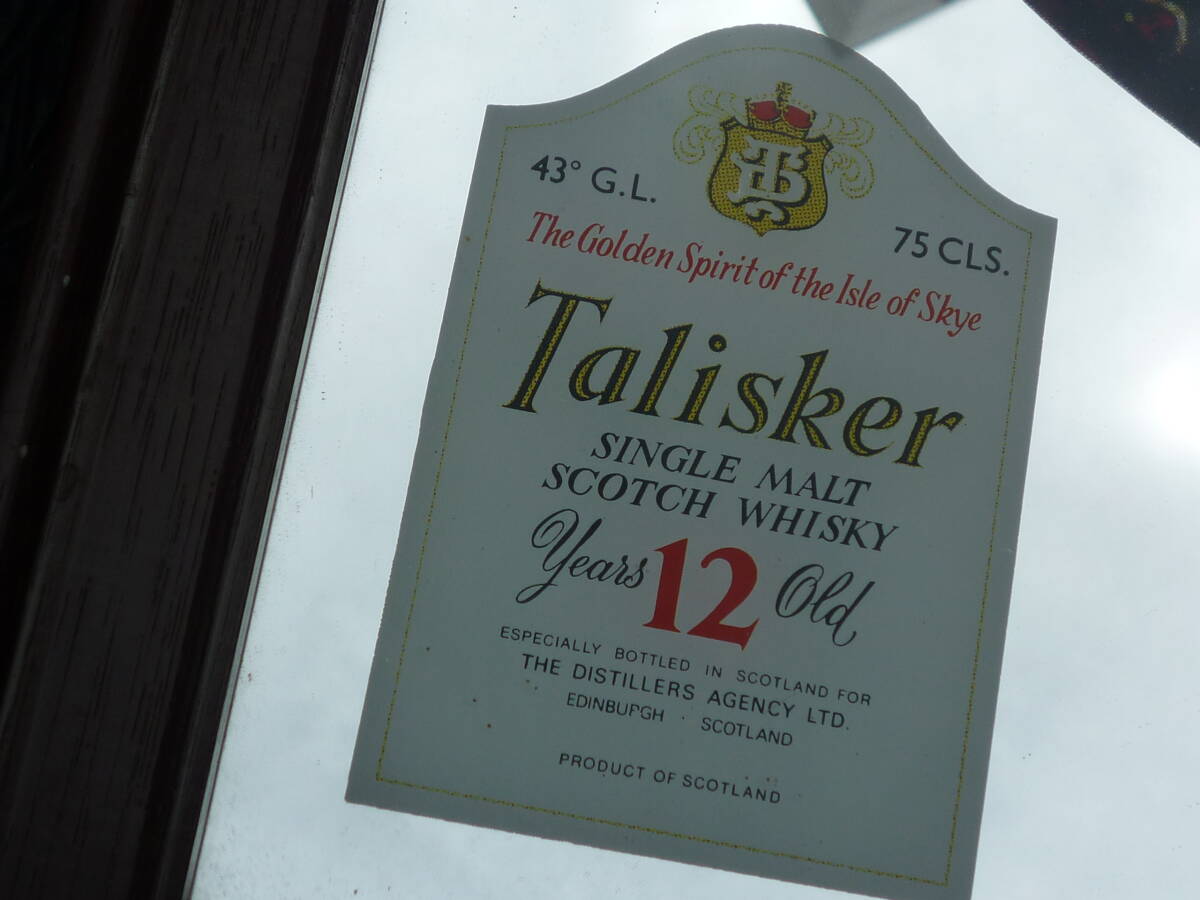 TB
43° G.L.
75 CLS.
The Golden Spirit of the Isle of Skye
Talisker
SINGLE MALT
SCOTCH WHISKY
Years 12 Old
ESPECIALLY BOTTLED IN SCOTLAND FOR
THE DISTILLERS AGENCY LTD.
EDINBURGH · SCOTLAND
PRODUCT OF SCOTLAND